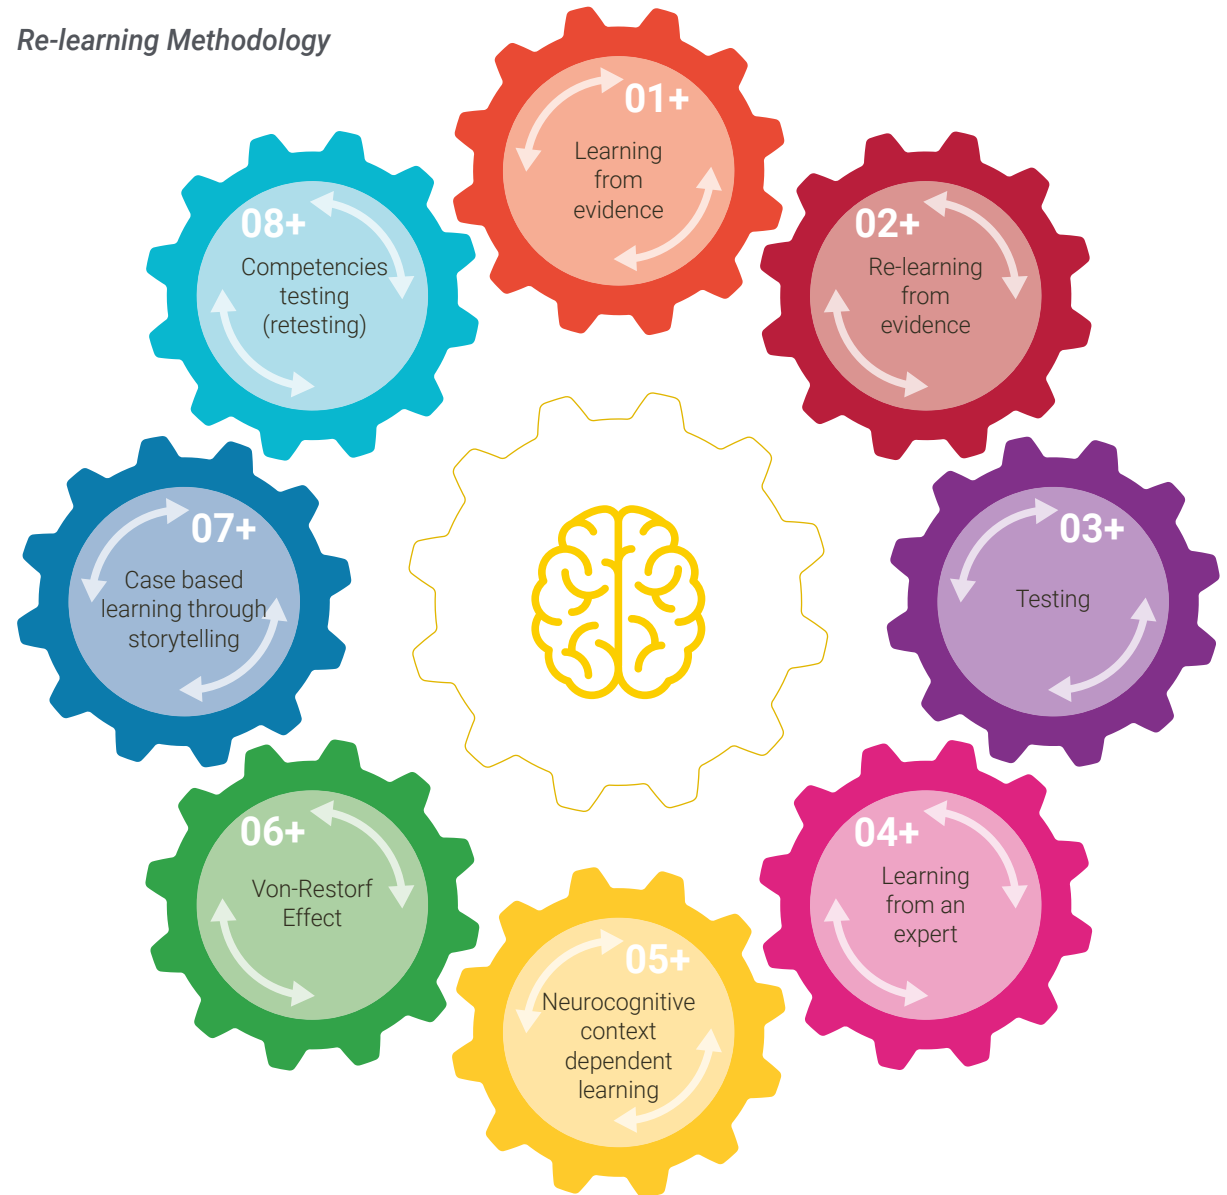 Re-learning Methodology
01+
Learning
from
evidence
02+
Re-learning
from
evidence
03+
Testing
04+
Learning
from an
expert
05+
Neurocognitive
context
dependent
learning
06+
Von-Restorf
Effect
07+
Case based
learning through
storytelling
08+
Competencies
testing
(retesting)